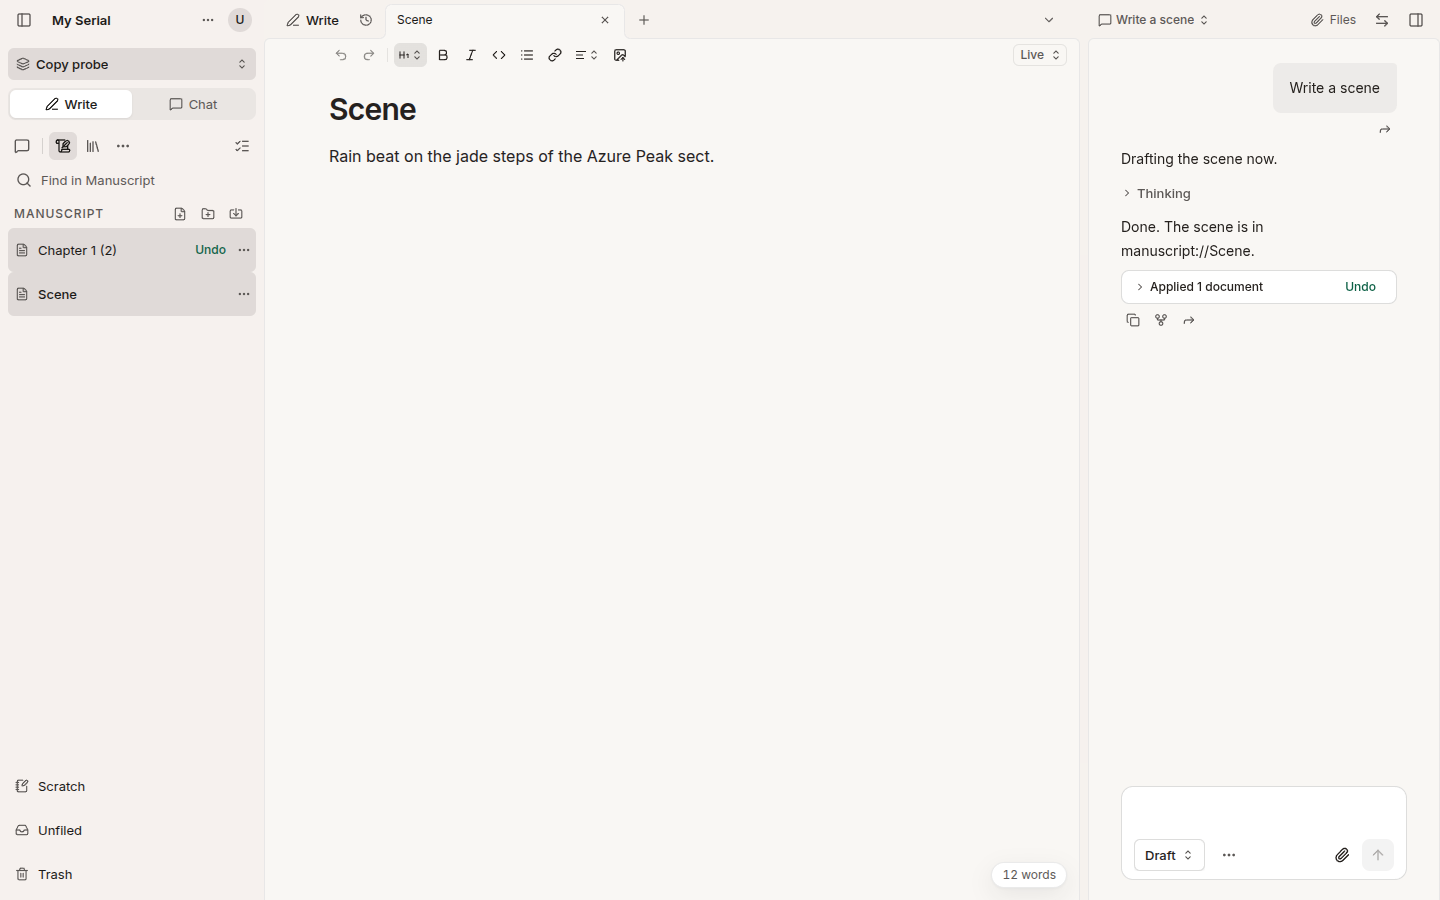 My Serial
U
Copy probe
Write
Chat
Find in Manuscript
MANUSCRIPT
Chapter 1 (2)
Undo
Scene
Scratch
Unfiled
Trash
Write
Scene
H1
Live
Scene
Rain beat on the jade steps of the Azure Peak sect.
12 words
Write a scene
Files
Write a scene
Drafting the scene now.
Thinking
Done. The scene is in
manuscript://Scene.
Applied 1 document
Undo
Draft